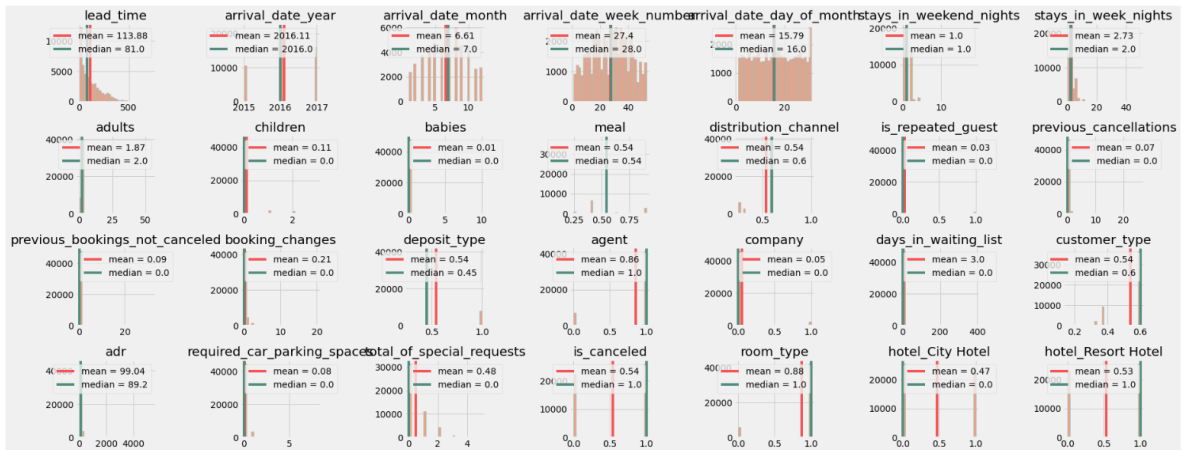 lead_time arrival_date_year arrival_date_month arrival_date_week_number arrival_date_day_of_month stays_in_weekend_nights stays_in_week_nights
10000 mean = 113.88 mean = 2016.11 6000 mean = 6.61 mean = 27.4 mean = 15.79 mean = 1.0 mean = 2.73
median = 81.0 median = 2016.0 median = 7.0 median = 28.0 median = 16.0 median = 1.0 median = 2.0
5000 10000 4000 1000 1000 10000 10000
2000
0 0 0 0 0 0 0
0 500 2015 2016 2017 5 10 0 20 40 0 20 0 10 0 20 40
adults children babies meal distribution_channel is_repeated_guest previous_cancellations
40000 mean = 1.87 40000 mean = 0.11 40000 mean = 0.01 mean = 0.54 40000 mean = 0.54 40000 mean = 0.03 40000 mean = 0.07
median = 2.0 median = 0.0 median = 0.0 median = 0.54 median = 0.6 median = 0.0 median = 0.0
20000 20000 20000 20000 20000 20000 20000
10000
0 0 0 0 0 0 0
0 25 50 0 2 0 5 10 0.25 0.50 0.75 0.0 0.5 1.0 0.0 0.5 1.0 0 20
previous_bookings_not_canceled booking_changes deposit_type agent company days_in_waiting_list customer_type
mean = 0.09 mean = 0.21 40000 mean = 0.54 40000 mean = 0.86 mean = 0.05 mean = 3.0 mean = 0.54
40000 median = 0.0 40000 median = 0.0 median = 0.45 median = 1.0 40000 median = 0.0 40000 median = 0.0 30000 median = 0.6
20000 20000 20000 20000 20000 20000 20000
10000
0 0 0 0 0 0 0
0 20 0 10 20 0.0 0.5 1.0 0.0 0.5 1.0 0.0 0.5 1.0 0 200 400 0.2 0.4 0.6
adr required_car_parking_spaces total_of_special_requests is_canceled room_type hotel_City Hotel hotel_Resort Hotel
40000 mean = 99.04 mean = 0.08 30000 mean = 0.48 mean = 0.54 mean = 0.88 mean = 0.47 mean = 0.53
median = 89.2 40000 median = 0.0 median = 0.0 20000 median = 1.0 40000 median = 1.0 20000 median = 0.0 20000 median = 1.0
20000 20000 20000 10000 20000 10000 10000
10000
0 0 0 0 0 0 0
0 2000 4000 0 5 0 2 4 0.0 0.5 1.0 0.0 0.5 1.0 0.0 0.5 1.0 0.0 0.5 1.0